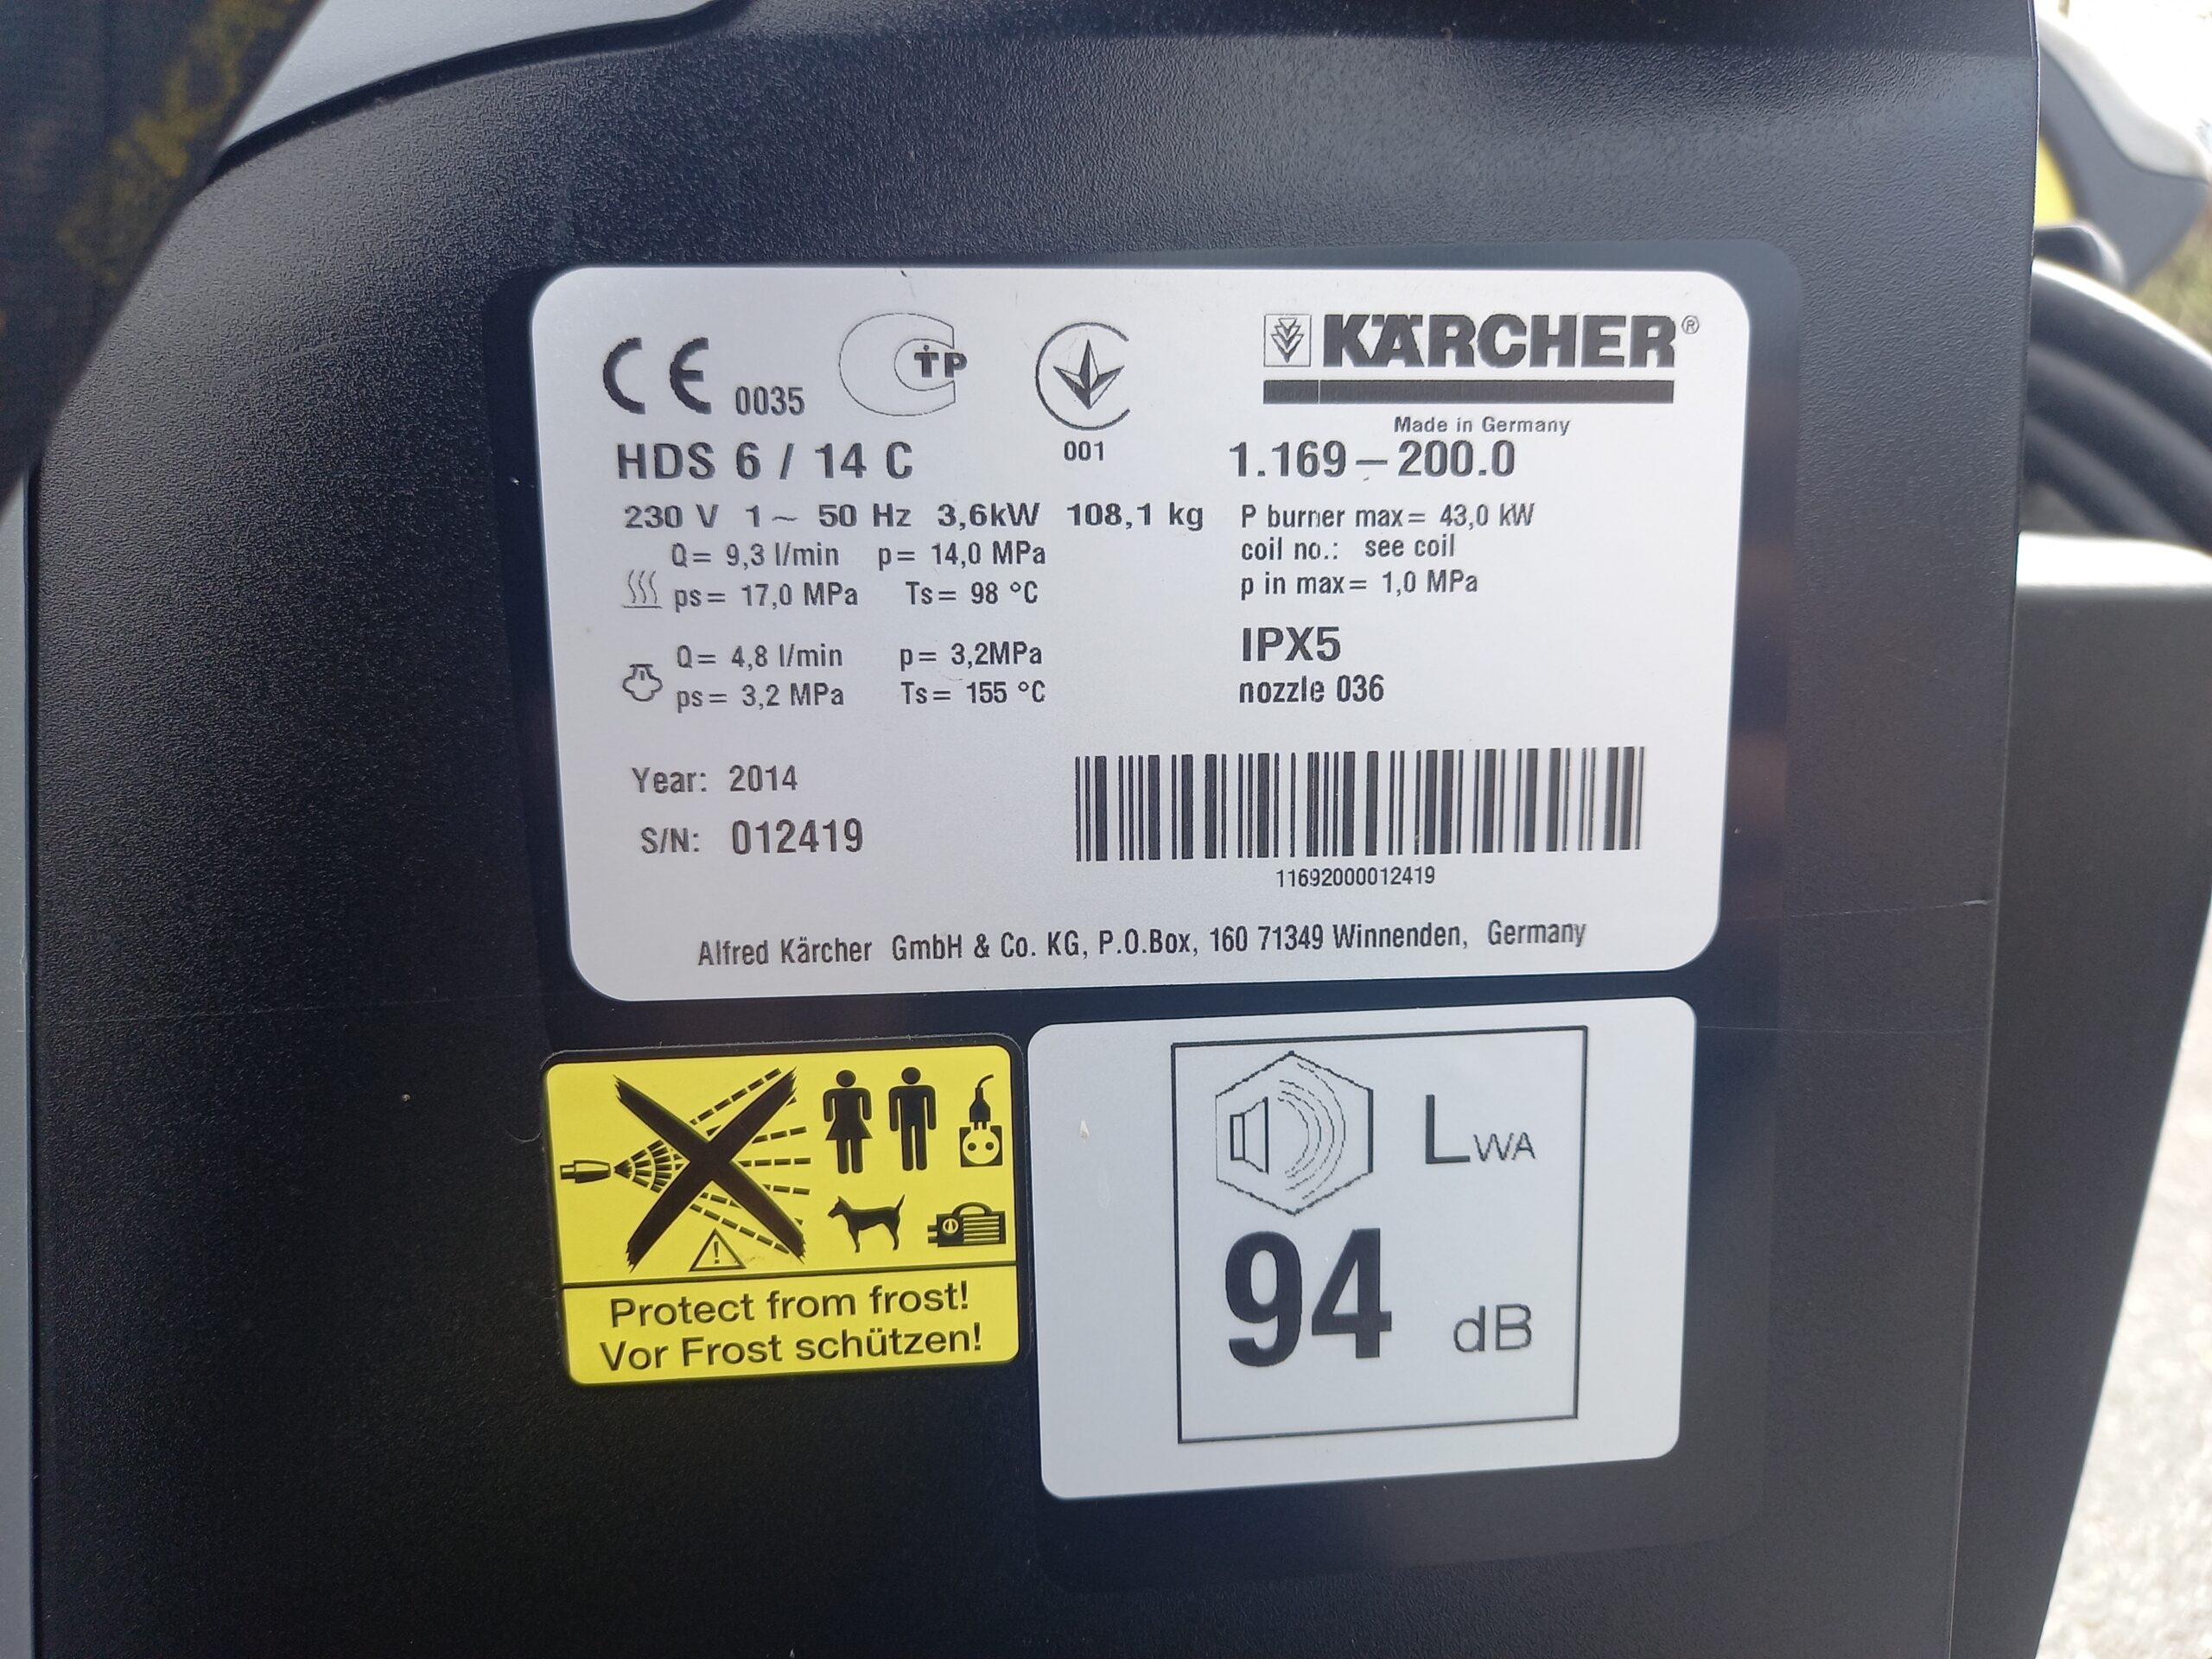 CE 0035
TP
001
KÄRCHER®
Made in Germany
HDS 6 / 14 C
1.169–200.0
230 V 1~ 50 Hz 3,6kW 108,1 kg
P burner max= 43,0 kW
Q= 9,3 l/min p= 14,0 MPa
coil no.: see coil
ps= 17,0 MPa Ts= 98 °C
p in max= 1,0 MPa
Q= 4,8 l/min p= 3,2MPa
IPX5
ps= 3,2 MPa Ts= 155 °C
nozzle 036
Year: 2014
S/N: 012419
11692000012419
Alfred Kärcher GmbH & Co. KG, P.O.Box, 160 71349 Winnenden, Germany
Protect from frost!
Vor Frost schützen!
LWA
94 dB